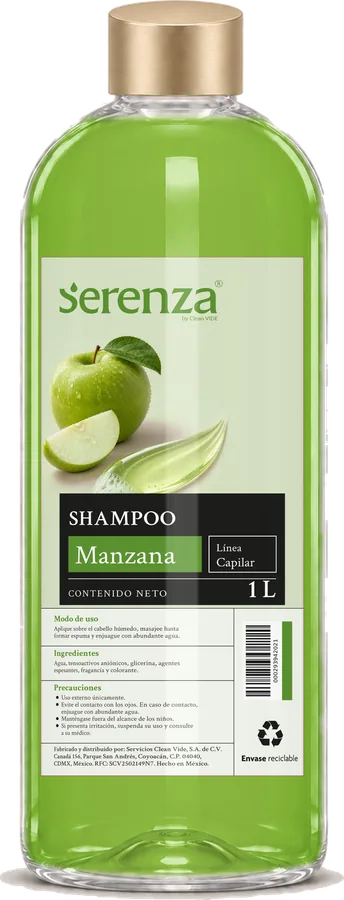 Serenza®
by Clean VIDE
SHAMPOO
Manzana
Línea
Capilar
CONTENIDO NETO
1 L
Modo de uso
Aplique sobre el cabello húmedo, masajee hasta
formar espuma y enjuague con abundante agua.
Ingredientes
Agua, tensoactivos aniónicos, glicerina, agentes
espesantes, fragancia y colorante.
Precauciones
• Uso externo únicamente.
• Evite el contacto con los ojos. En caso de contacto,
enjuague con abundante agua.
• Manténgase fuera del alcance de los niños.
• Si presenta irritación, suspenda su uso y consulte
a su médico.
Fabricado y distribuido por: Servicios Clean Vide, S.A. de C.V.
Canadá 156, Parque San Andrés, Coyoacán, C.P. 04040,
CDMX, México. RFC: SCV2502149N7. Hecho en México.
000293942021
Envase reciclable